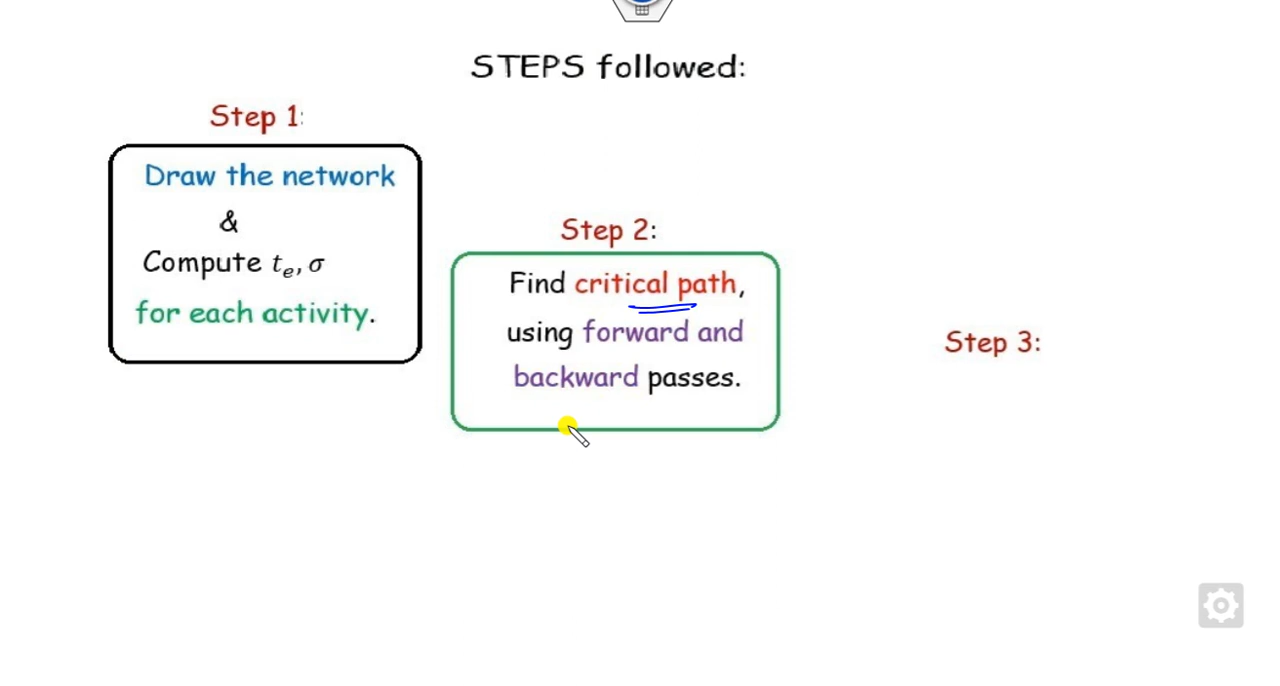 STEPS followed:
Step 1:
Draw the network
&
Compute tₑ, σ
for each activity.
Step 2:
Find critical path,
using forward and
backward passes.
Step 3: